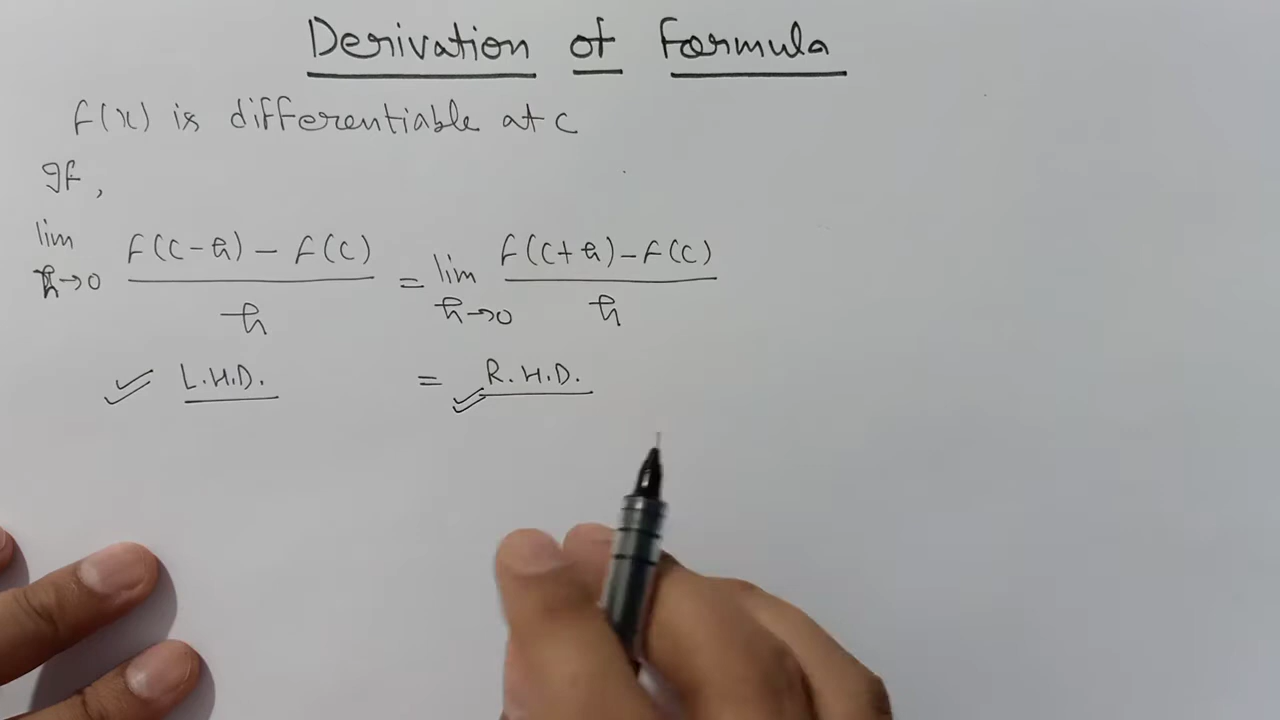 Derivation of Formula
f(x) is differentiable at c
If,
lim h→0 f(c-h) - f(c) / h = lim h→0 f(c+h) - f(c) / h
L.H.D. = R.H.D.